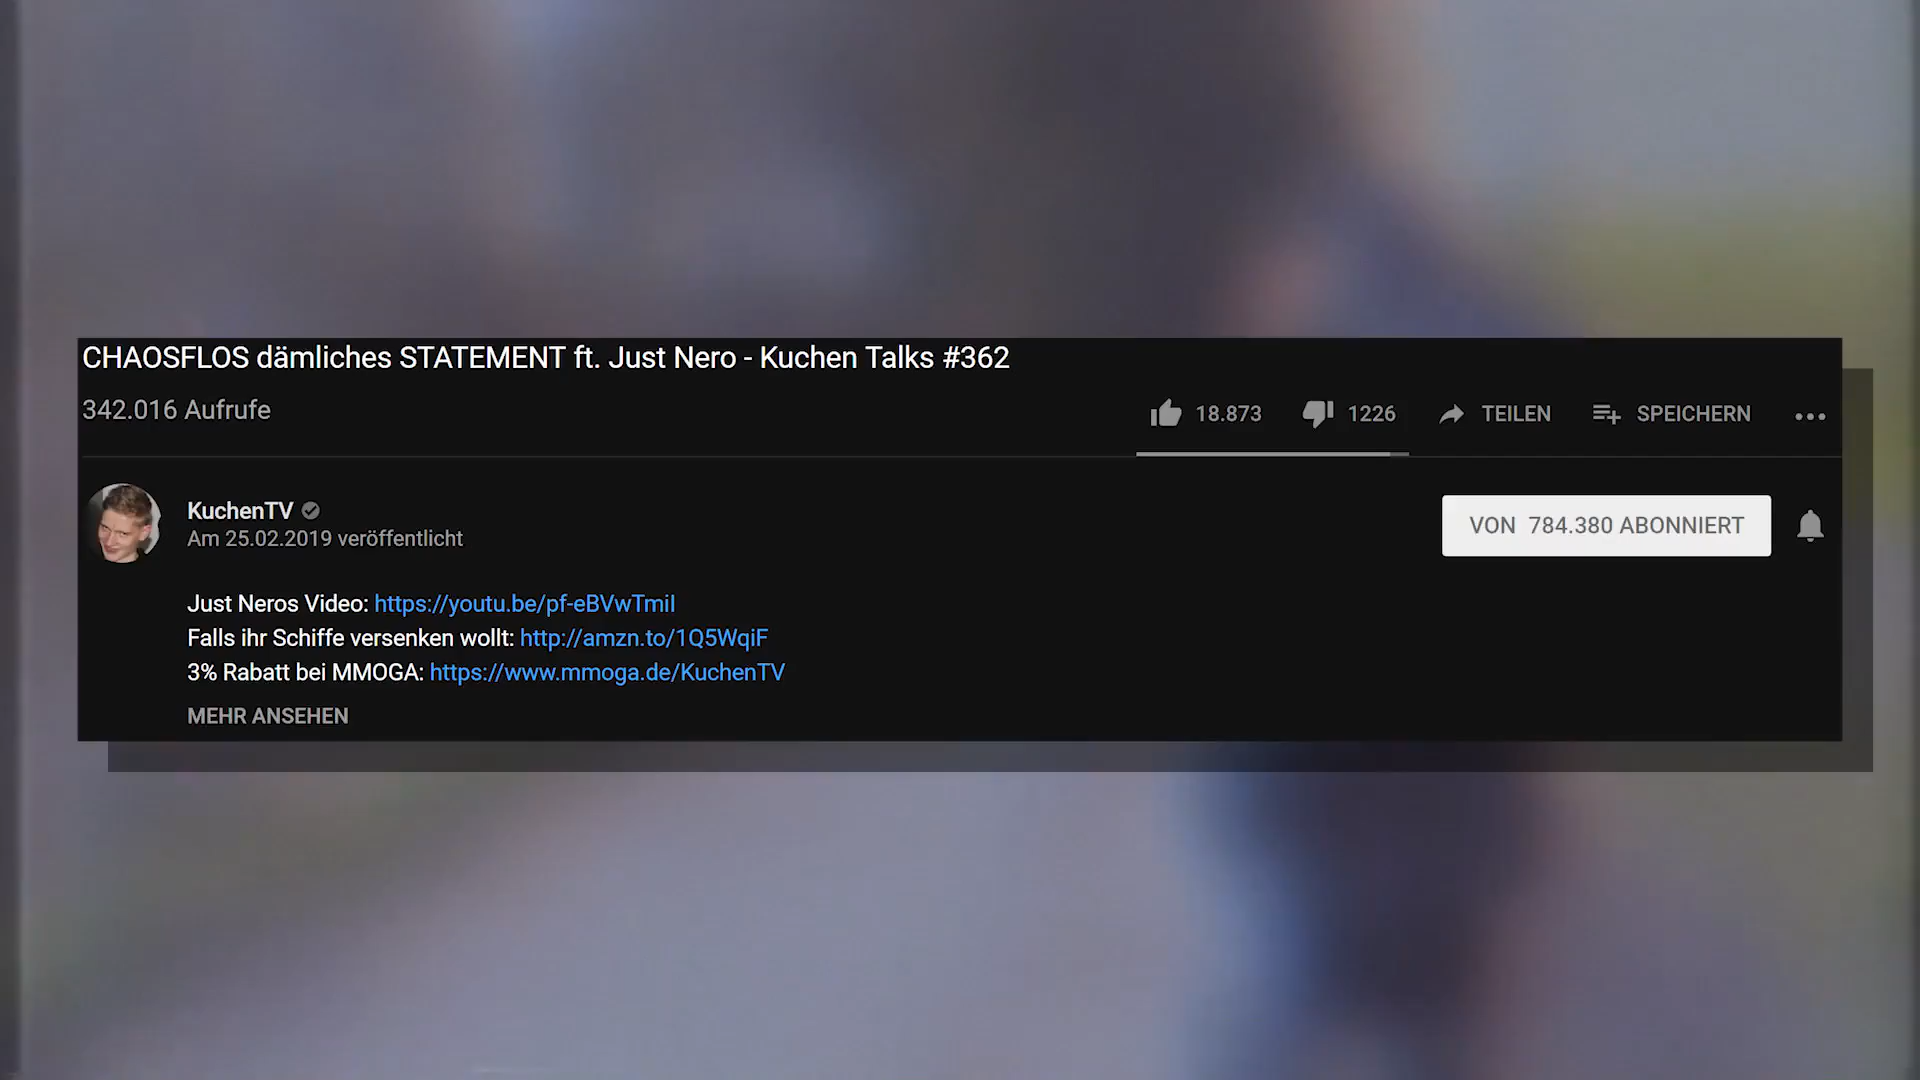 CHAOSFLOS dämliches STATEMENT ft. Just Nero - Kuchen Talks #362
342.016 Aufrufe
18.873 1226 TEILEN SPEICHERN
KuchenTV
Am 25.02.2019 veröffentlicht
VON 784.380 ABONNIERT
Just Neros Video: https://youtu.be/pf-eBVwTmiI
Falls ihr Schiffe versenken wollt: http://amzn.to/1Q5WqiF
3% Rabatt bei MMOGA: https://www.mmoga.de/KuchenTV
MEHR ANSEHEN